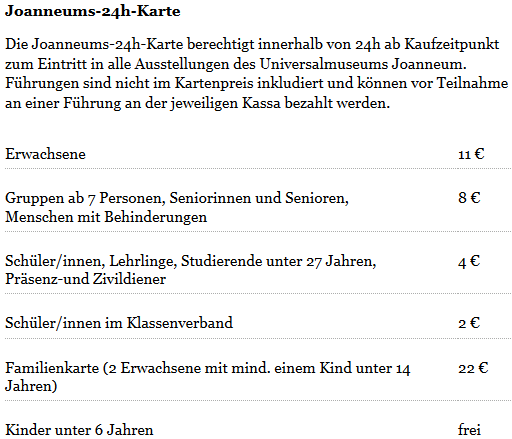 Joanneums-24h-Karte
Die Joanneums-24h-Karte berechtigt innerhalb von 24h ab Kaufzeitpunkt
zum Eintritt in alle Ausstellungen des Universalmuseums Joanneum.
Führungen sind nicht im Kartenpreis inkludiert und können vor Teilnahme
an einer Führung an der jeweiligen Kassa bezahlt werden.
Erwachsene 11 €
Gruppen ab 7 Personen, Seniorinnen und Senioren, 8 €
Menschen mit Behinderungen
Schüler/innen, Lehrlinge, Studierende unter 27 Jahren, 4 €
Präsenz-und Zivildiener
Schüler/innen im Klassenverband 2 €
Familienkarte (2 Erwachsene mit mind. einem Kind unter 14 22 €
Jahren)
Kinder unter 6 Jahren frei